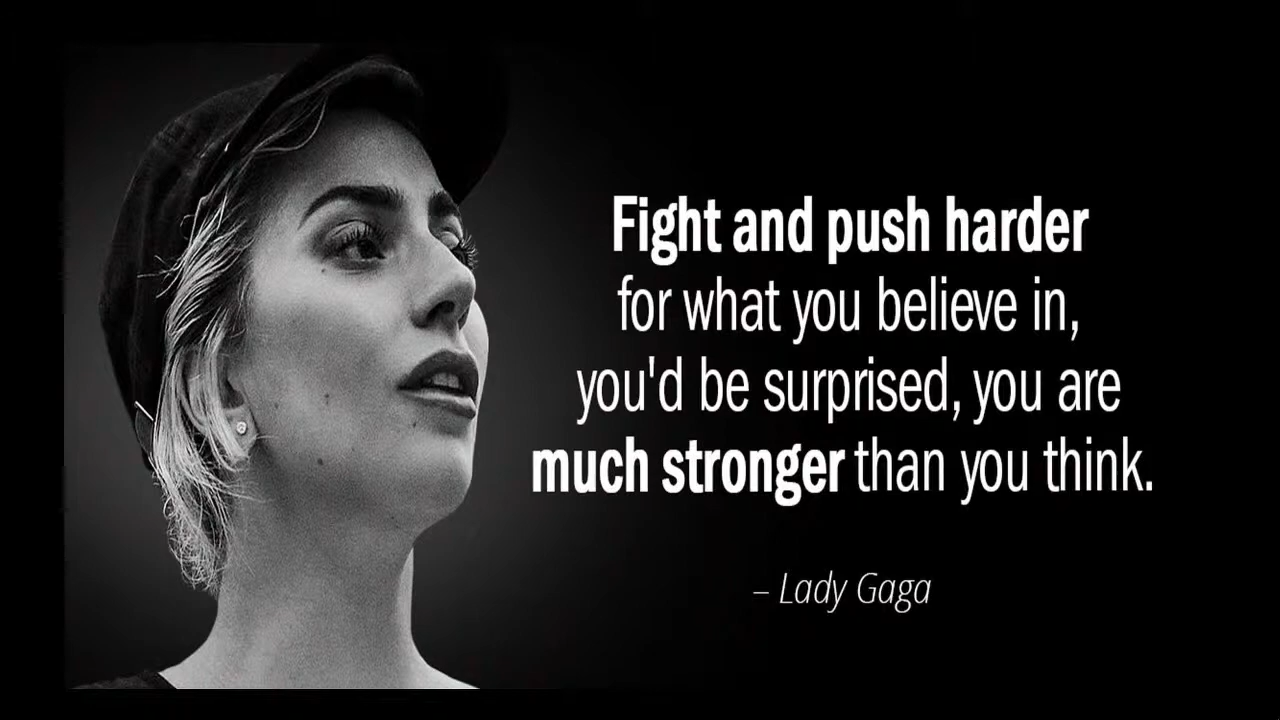 Fight and push harder
for what you believe in,
you'd be surprised, you are
much stronger than you think.
– Lady Gaga